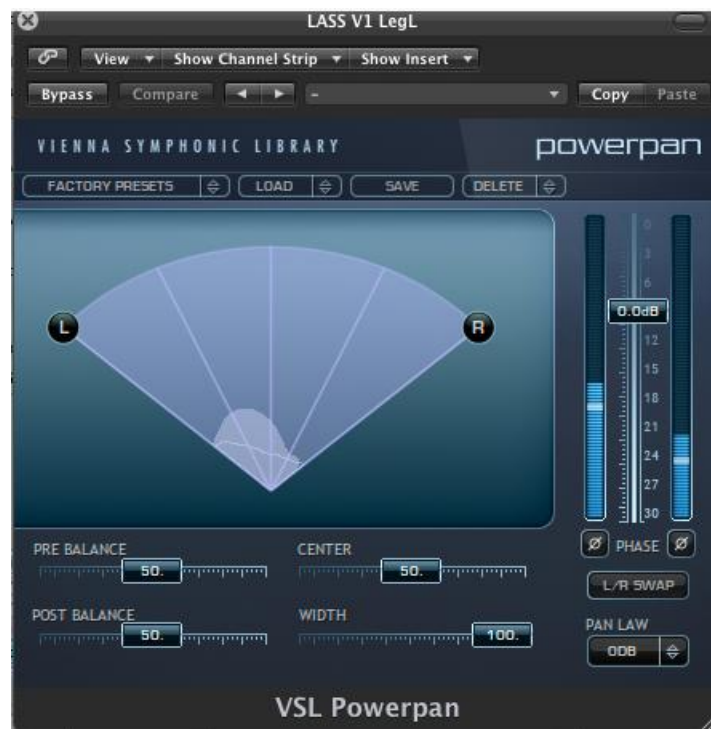 LASS V1 LegL
View Show Channel Strip Show Insert
Bypass Compare - Copy Paste
VIENNA SYMPHONIC LIBRARY powerpan
FACTORY PRESETS LOAD SAVE DELETE
0
3
6
0.0dB
12
15
18
21
24
27
30
L R
PRE BALANCE 50. CENTER 50.
Ø PHASE Ø
L/R SWAP
POST BALANCE 50. WIDTH 100.
PAN LAW
0DB
VSL Powerpan